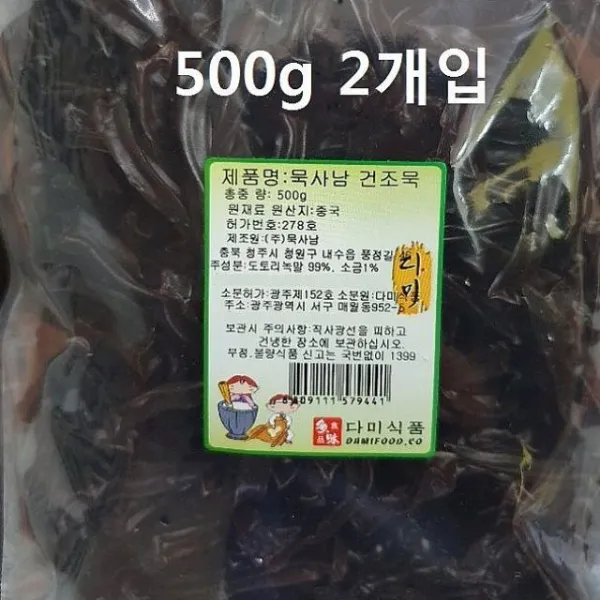 500g 2개입
제품명:묵사남 건조묵
총중 량: 500g
원재료 원산지:중국
허가번호:278호
제조원:(주)묵사남
충북 청주시 청원구 내수읍 풍정길
주성분:도토리녹말 99%, 소금1%
다미
소분허가:광주제152호 소분원:다미식품
주소:광주광역시 서구 매월동952-
보관시 주의사항:직사광선을 피하고
건냉한 장소에 보관하십시오.
부정.불량식품 신고는 국번없이 1399
8809111 579441
다미식품
DAMIFOOD.CO